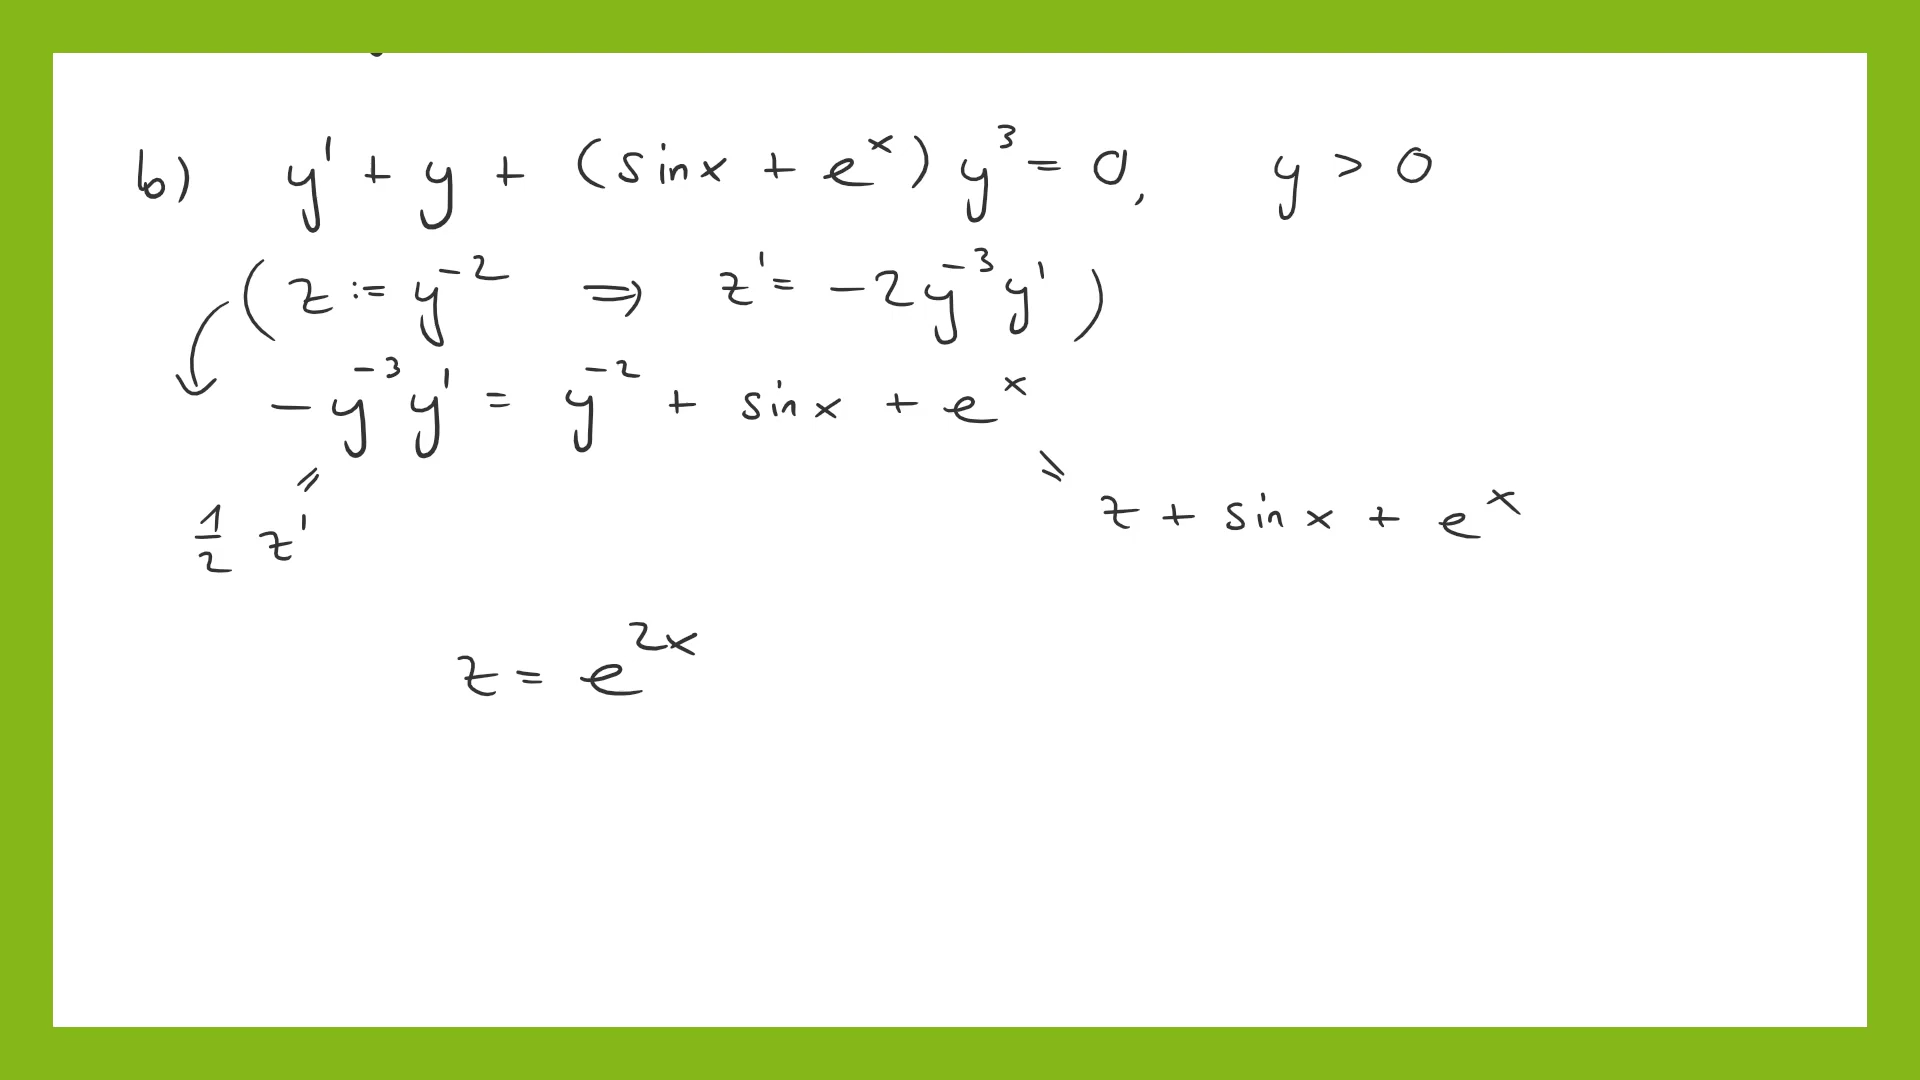 b) y' + y + (sin x + e^x) y^3 = 0, y > 0
(z := y^-2 ⇒ z' = -2y^-3 y')
-y^-3 y' = y^-2 + sin x + e^x
= =
1/2 z' z + sin x + e^x
z = e^2x